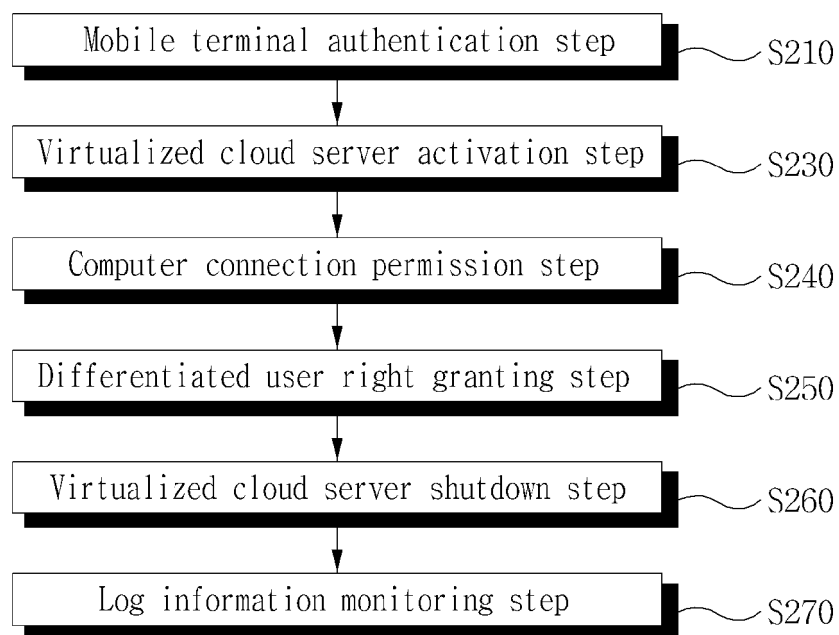 Mobile terminal authentication step
S210
Virtualized cloud server activation step
S230
Computer connection permission step
S240
Differentiated user right granting step
S250
Virtualized cloud server shutdown step
S260
Log information monitoring step
S270